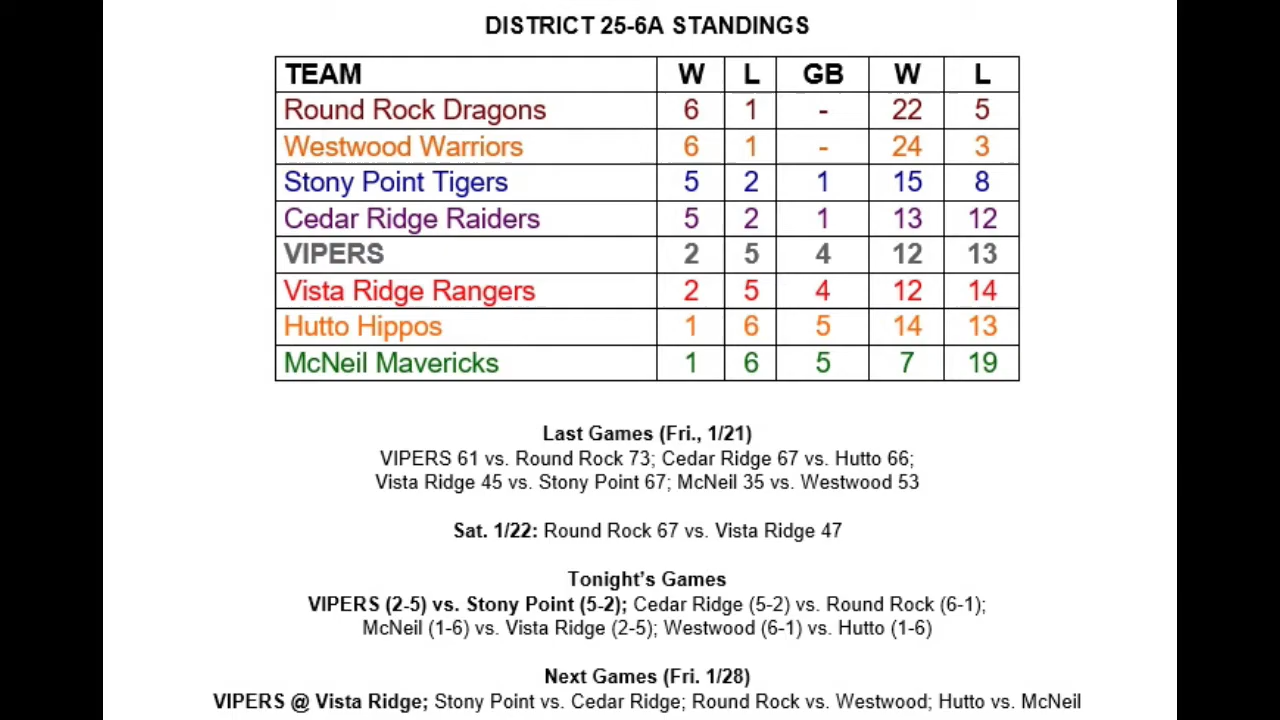 DISTRICT 25-6A STANDINGS
TEAM W L GB W L
Round Rock Dragons 6 1 - 22 5
Westwood Warriors 6 1 - 24 3
Stony Point Tigers 5 2 1 15 8
Cedar Ridge Raiders 5 2 1 13 12
VIPERS 2 5 4 12 13
Vista Ridge Rangers 2 5 4 12 14
Hutto Hippos 1 6 5 14 13
McNeil Mavericks 1 6 5 7 19
Last Games (Fri., 1/21)
VIPERS 61 vs. Round Rock 73; Cedar Ridge 67 vs. Hutto 66;
Vista Ridge 45 vs. Stony Point 67; McNeil 35 vs. Westwood 53
Sat. 1/22: Round Rock 67 vs. Vista Ridge 47
Tonight’s Games
VIPERS (2-5) vs. Stony Point (5-2); Cedar Ridge (5-2) vs. Round Rock (6-1);
McNeil (1-6) vs. Vista Ridge (2-5); Westwood (6-1) vs. Hutto (1-6)
Next Games (Fri. 1/28)
VIPERS @ Vista Ridge; Stony Point vs. Cedar Ridge; Round Rock vs. Westwood; Hutto vs. McNeil